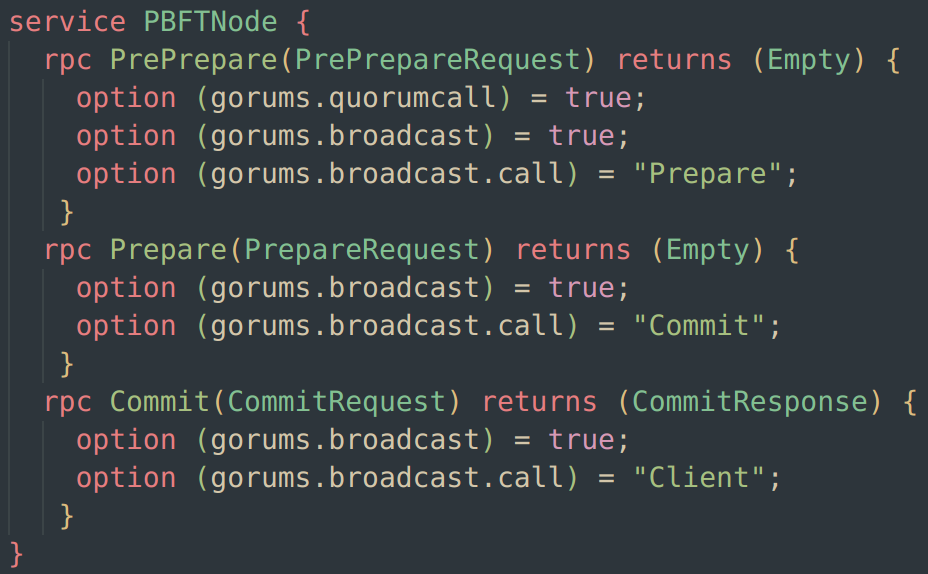 service PBFTNode {
  rpc PrePrepare(PrePrepareRequest) returns (Empty) {
    option (gorums.quorumcall) = true;
    option (gorums.broadcast) = true;
    option (gorums.broadcast.call) = "Prepare";
   }
  rpc Prepare(PrepareRequest) returns (Empty) {
    option (gorums.broadcast) = true;
    option (gorums.broadcast.call) = "Commit";
   }
  rpc Commit(CommitRequest) returns (CommitResponse) {
    option (gorums.broadcast) = true;
    option (gorums.broadcast.call) = "Client";
   }
}